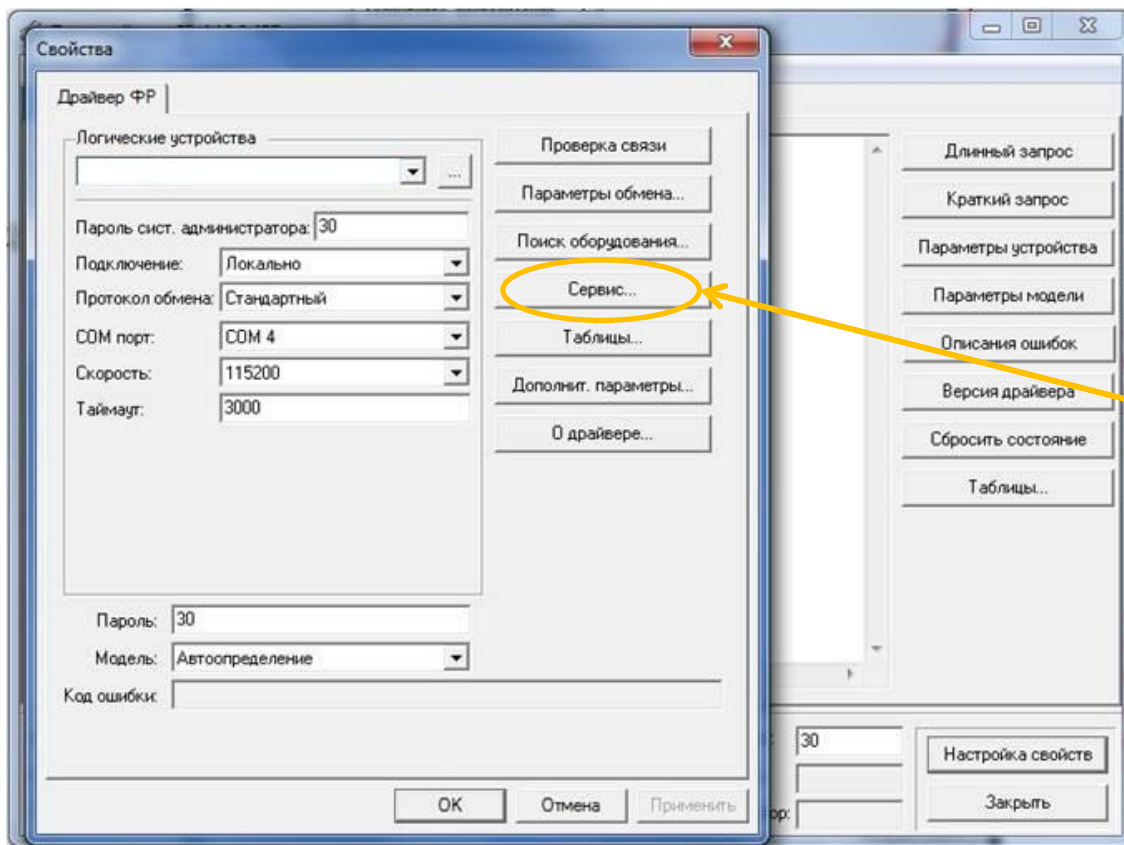 Свойства
Драйвер ФР
Логические устройства
...
Пароль сист. администратора: 30
Подключение: Локально
Протокол обмена: Стандартный
COM порт: COM 4
Скорость: 115200
Таймаут: 3000
Проверка связи
Параметры обмена...
Поиск оборудования...
Сервис...
Таблицы...
Дополнит. параметры...
О драйвере...
Пароль: 30
Модель: Автоопределение
Код ошибки:
OK
Отмена
Применить
Длинный запрос
Краткий запрос
Параметры устройства
Параметры модели
Описания ошибок
Версия драйвера
Сбросить состояние
Таблицы...
30
Настройка свойств
ор:
Закрыть